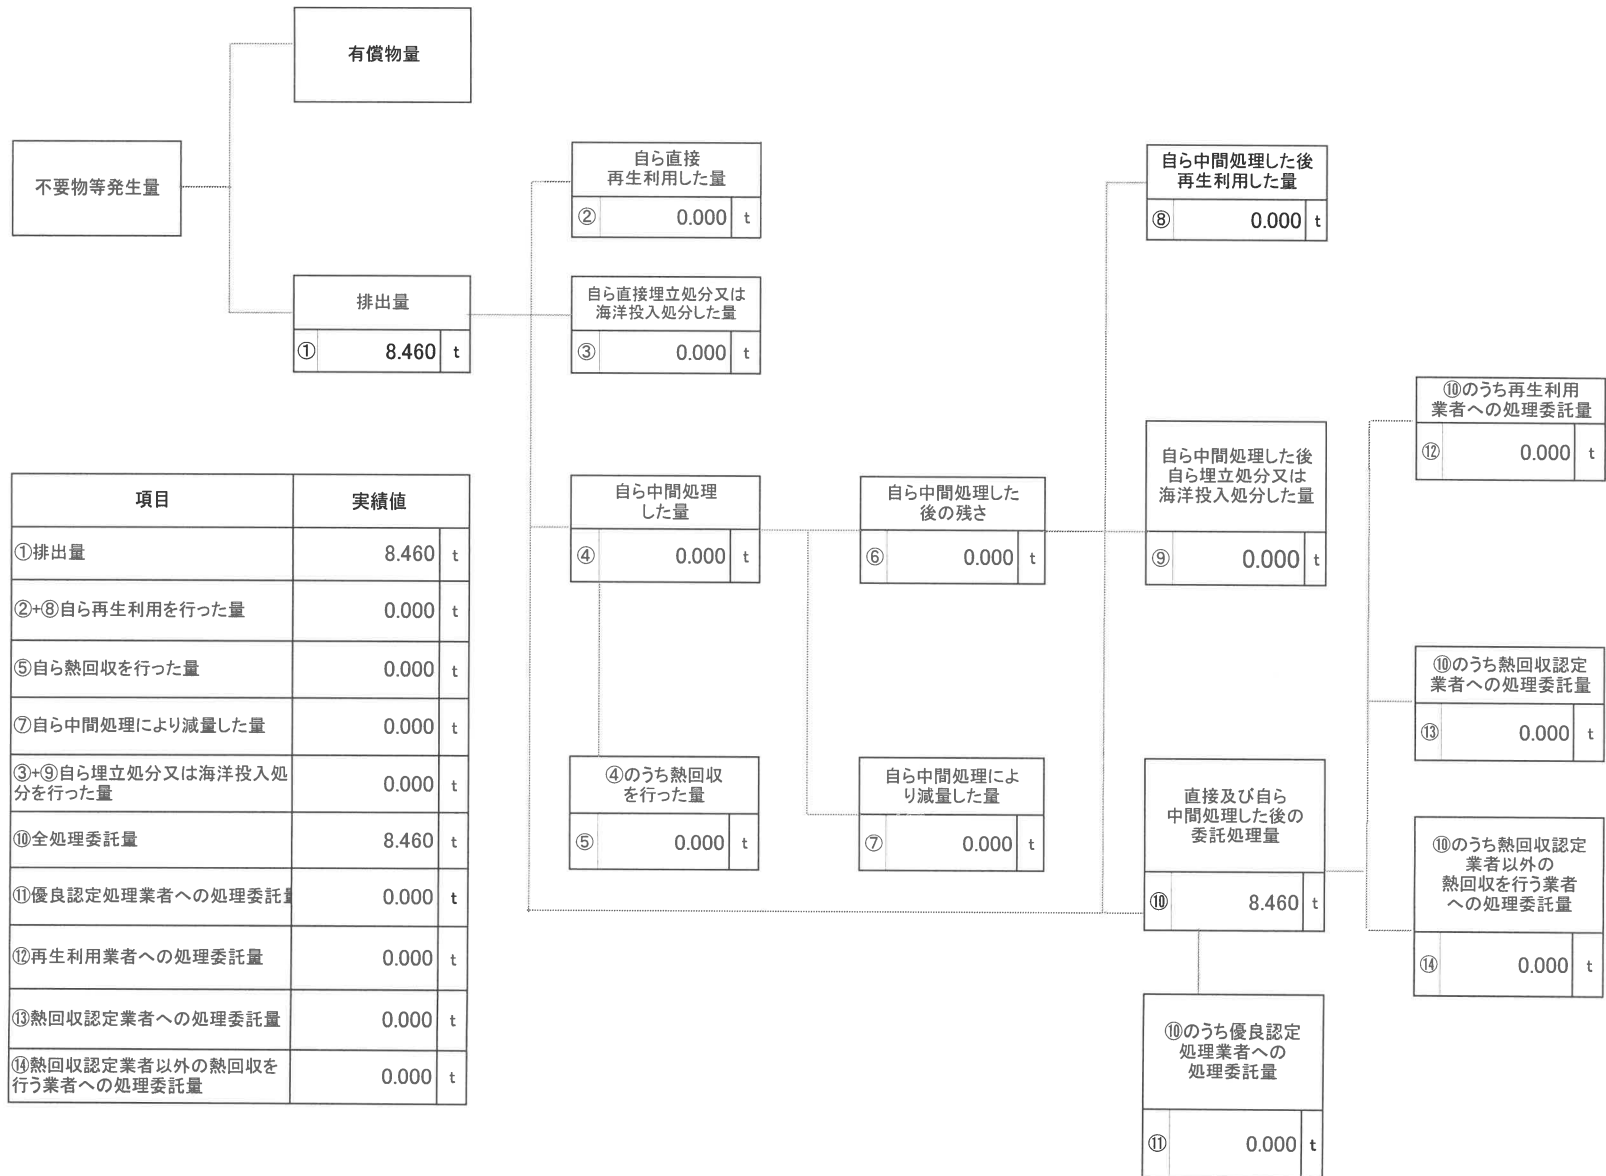 有償物量
不要物等発生量
排出量
① 8.460 t
自ら直接
再生利用した量
② 0.000 t
自ら直接埋立処分又は
海洋投入処分した量
③ 0.000 t
自ら中間処理
した量
④ 0.000 t
④のうち熱回収
を行った量
⑤ 0.000 t
自ら中間処理した
後の残さ
⑥ 0.000 t
自ら中間処理によ
り減量した量
⑦ 0.000 t
自ら中間処理した後
再生利用した量
⑧ 0.000 t
自ら中間処理した後
自ら埋立処分又は
海洋投入処分した量
⑨ 0.000 t
直接及び自ら
中間処理した後の
委託処理量
⑩ 8.460 t
⑩のうち優良認定
処理業者への
処理委託量
⑪ 0.000 t
⑩のうち再生利用
業者への処理委託量
⑫ 0.000 t
⑩のうち熱回収認定
業者への処理委託量
⑬ 0.000 t
⑩のうち熱回収認定
業者以外の
熱回収を行う業者
への処理委託量
⑭ 0.000 t
項目 実績値
①排出量 8.460 t
②+⑧自ら再生利用を行った量 0.000 t
⑤自ら熱回収を行った量 0.000 t
⑦自ら中間処理により減量した量 0.000 t
③+⑨自ら埋立処分又は海洋投入処
分を行った量 0.000 t
⑩全処理委託量 8.460 t
⑪優良認定処理業者への処理委託量 0.000 t
⑫再生利用業者への処理委託量 0.000 t
⑬熱回収認定業者への処理委託量 0.000 t
⑭熱回収認定業者以外の熱回収を
行う業者への処理委託量 0.000 t